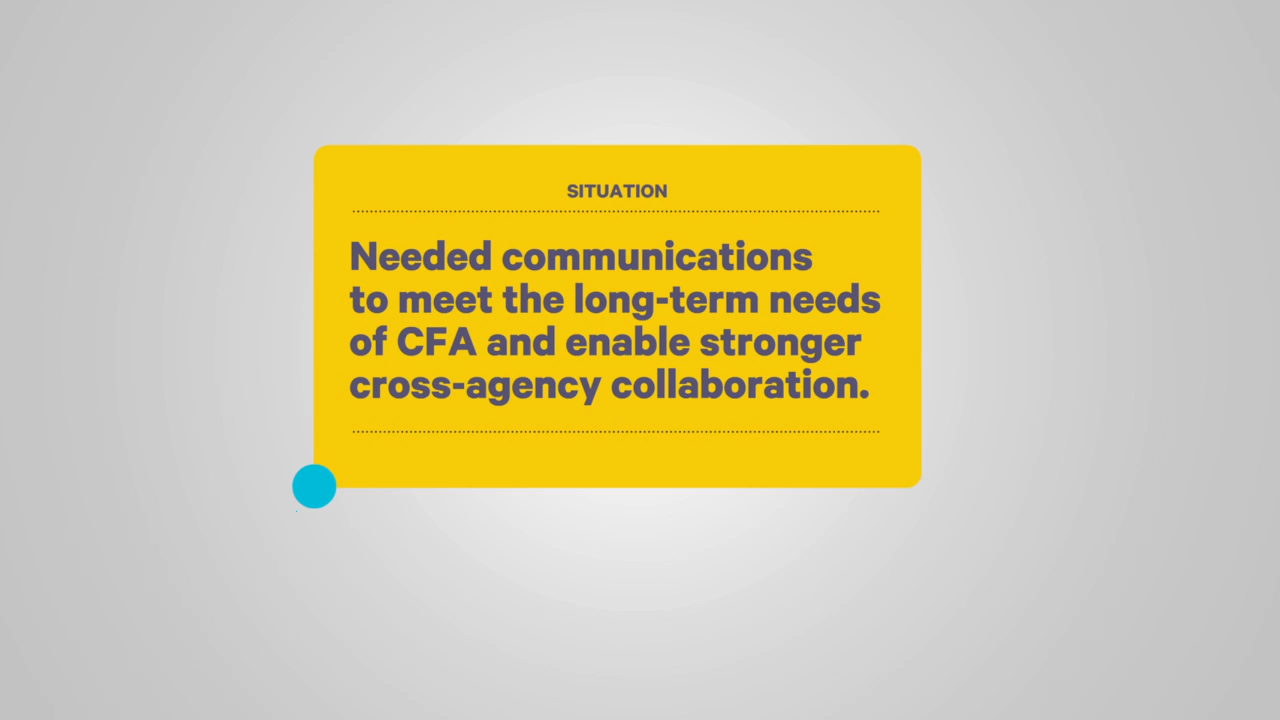 SITUATION
Needed communications
to meet the long-term needs
of CFA and enable stronger
cross-agency collaboration.